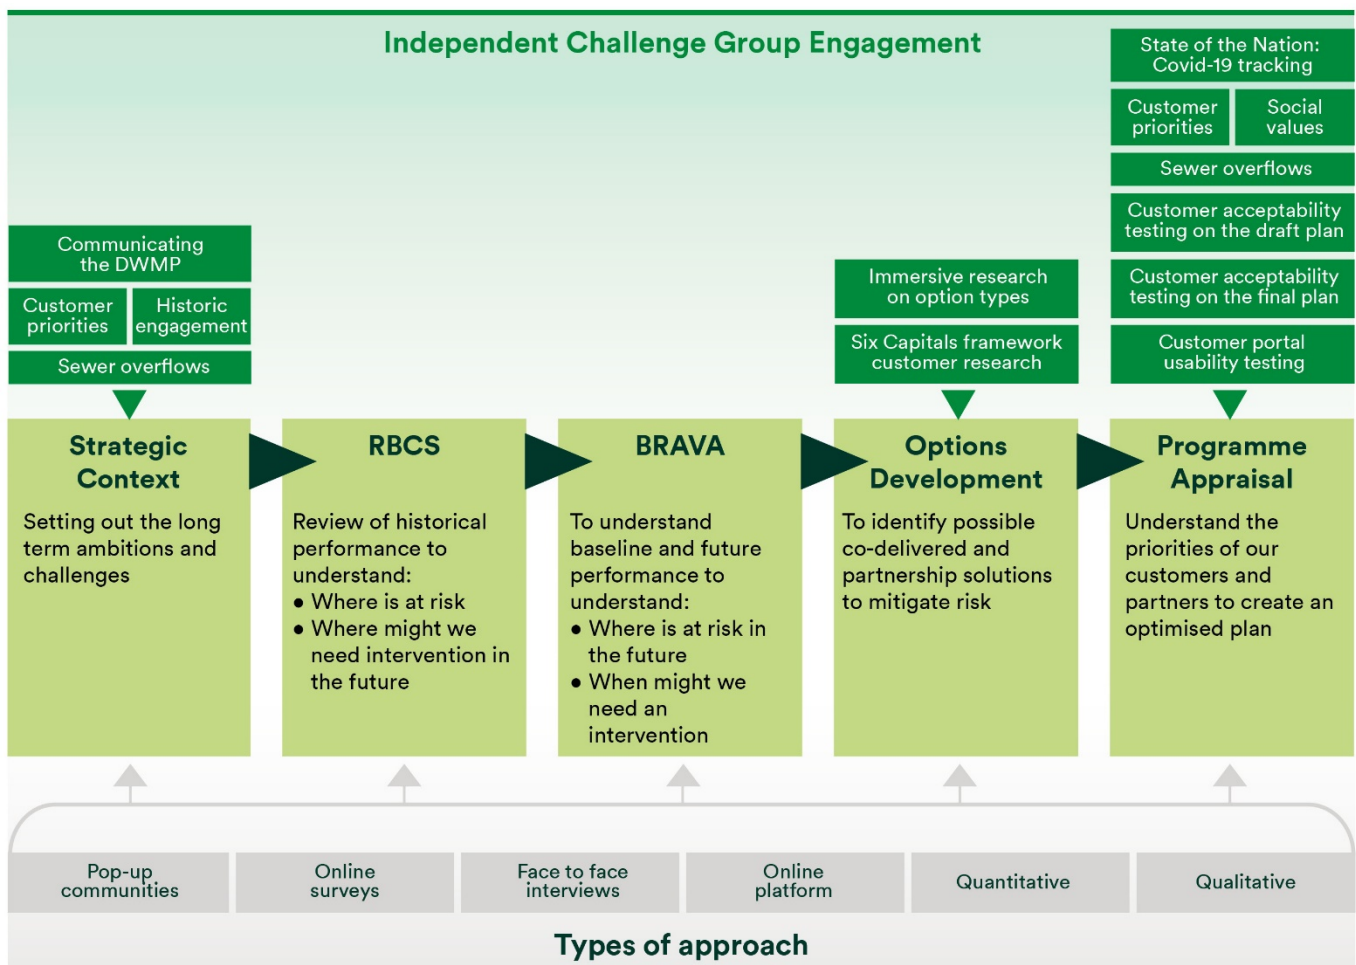 Independent Challenge Group Engagement
State of the Nation:
Covid-19 tracking
Customer
priorities
Social
values
Sewer overflows
Customer acceptability
testing on the draft plan
Customer acceptability
testing on the final plan
Customer portal
usability testing
Communicating
the DWMP
Customer
priorities
Historic
engagement
Sewer overflows
Immersive research
on option types
Six Capitals framework
customer research
Strategic
Context
Setting out the long
term ambitions and
challenges
RBCS
Review of historical
performance to
understand:
● Where is at risk
● Where might we
need intervention in
the future
BRAVA
To understand
baseline and future
performance to
understand:
● Where is at risk in
the future
● When might we
need an
intervention
Options
Development
To identify possible
co-delivered and
partnership solutions
to mitigate risk
Programme
Appraisal
Understand the
priorities of our
customers and
partners to create an
optimised plan
Pop-up
communities
Online
surveys
Face to face
interviews
Online
platform
Quantitative
Qualitative
Types of approach